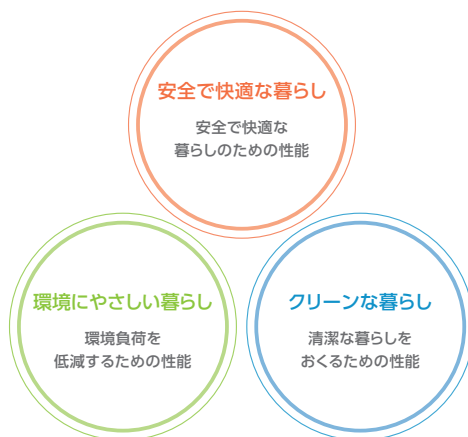 安全で快適な暮らし
安全で快適な
暮らしのための性能
環境にやさしい暮らし
環境負荷を
低減するための性能
クリーンな暮らし
清潔な暮らしを
おくるための性能